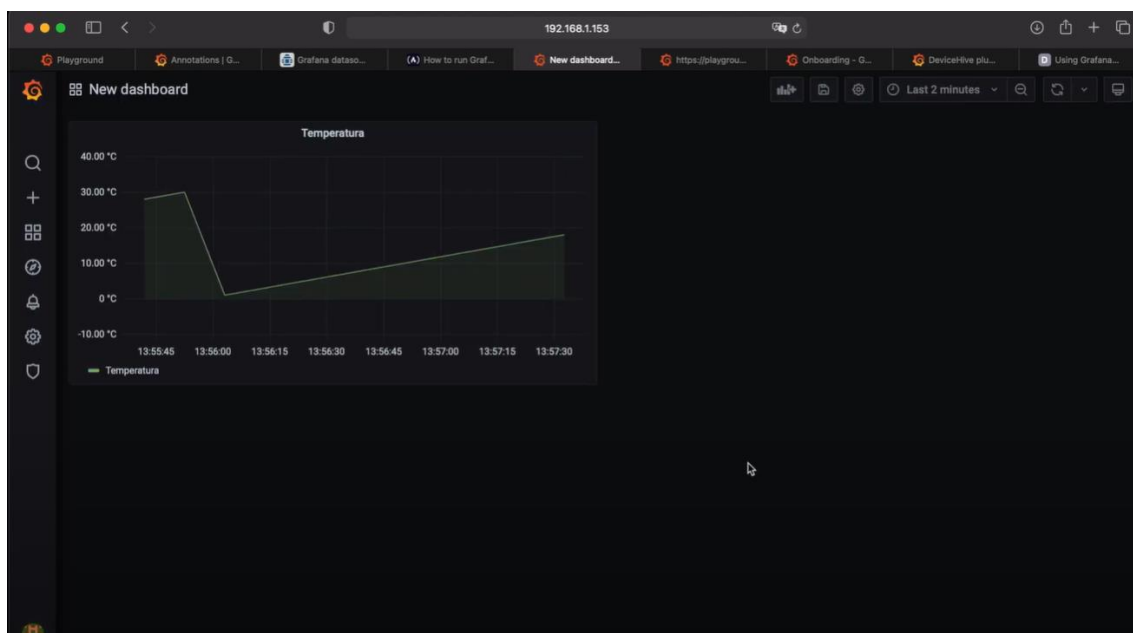 192.168.1.153
Playground
Annotations | G...
Grafana dataso...
(A) How to run Graf...
New dashboard...
https://playgrou...
Onboarding - G...
DeviceHive plu...
D Using Grafana...
New dashboard
Last 2 minutes
Temperatura
40.00 °C
30.00 °C
20.00 °C
10.00 °C
0 °C
-10.00 °C
13:55:45 13:56:00 13:56:15 13:56:30 13:56:45 13:57:00 13:57:15 13:57:30
Temperatura